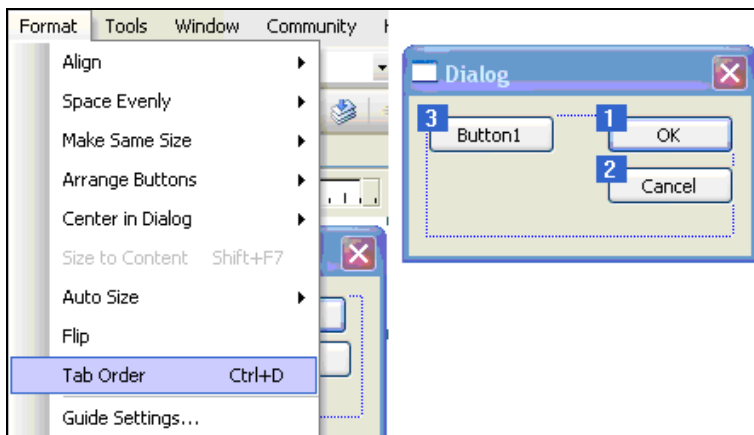 Format Tools Window Community
Align
Space Evenly
Make Same Size
Arrange Buttons
Center in Dialog
Size to Content Shift+F7
Auto Size
Flip
Tab Order Ctrl+D
Guide Settings...
Dialog
3 Button1 1 OK
2 Cancel